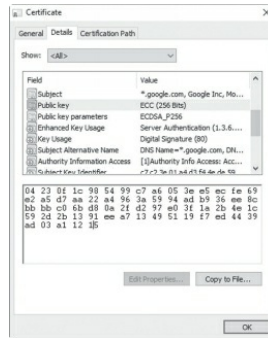 Certificate
General Details Certification Path
Show: <All>
Field Value
Subject *.google.com, Google Inc, Mo...
Public key ECC (256 Bits)
Public key parameters ECDSA_P256
Enhanced Key Usage Server Authentication (1.3.6....
Key Usage Digital Signature (80)
Subject Alternative Name DNS Name=*.google.com, DN...
Authority Information Access [1]Authority Info Access: Acc...
Subject Key Identifier
04 23 0f 1c 98 54 99 c7 a6 05 3e e5 ec fe 69
e2 a5 d7 aa 22 a4 96 3a 59 94 ad b9 36 ee 8c
bb bb c0 6b d8 0a 2f d2 97 e0 3f 1a 2b 4e 1c
59 2d 2b 13 91 ee a7 13 49 51 19 f7 ed 44 39
ad 03 a1 12 15
Edit Properties... Copy to File...
OK